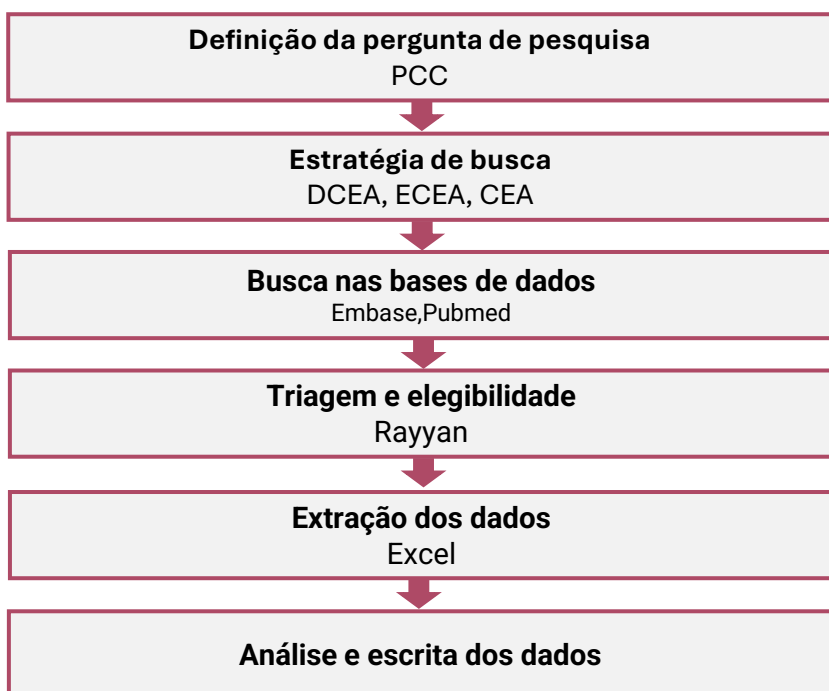 Definição da pergunta de pesquisa
PCC
Estratégia de busca
DCEA, ECEA, CEA
Busca nas bases de dados
Embase,Pubmed
Triagem e elegibilidade
Rayyan
Extração dos dados
Excel
Análise e escrita dos dados